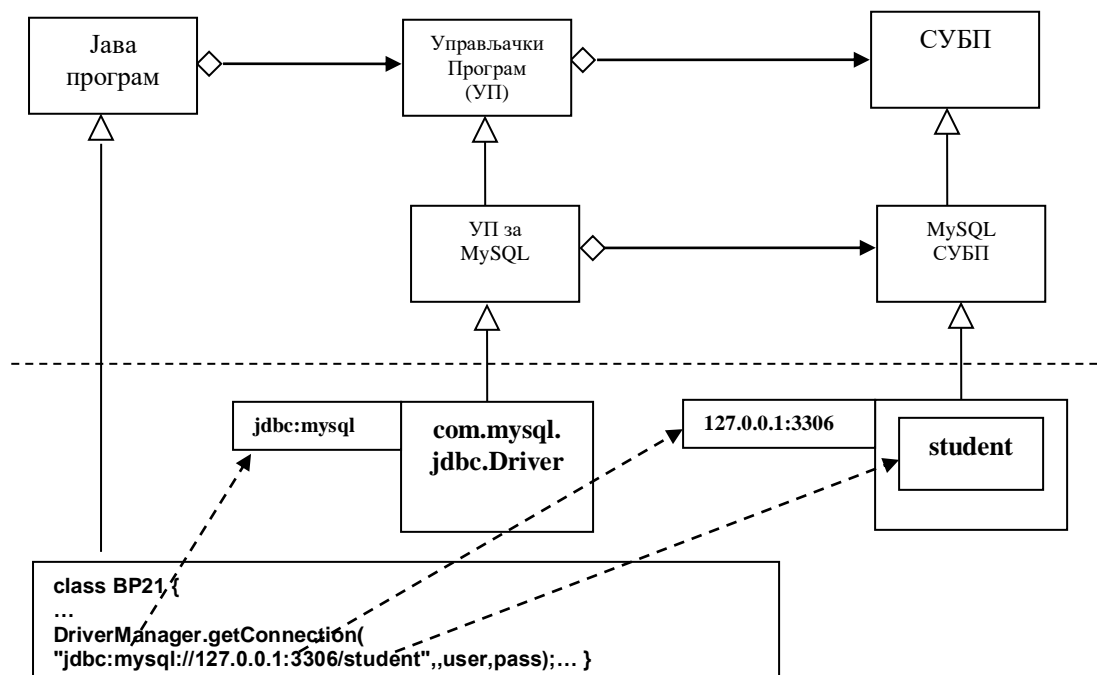 Јава
програм
Управљачки
Програм
(УП)
СУБП
УП за
MySQL
MySQL
СУБП
jdbc:mysql
com.mysql.
jdbc.Driver
127.0.0.1:3306
student
class BP21 {
…
DriverManager.getConnection(
"jdbc:mysql://127.0.0.1:3306/student",,user,pass);… }